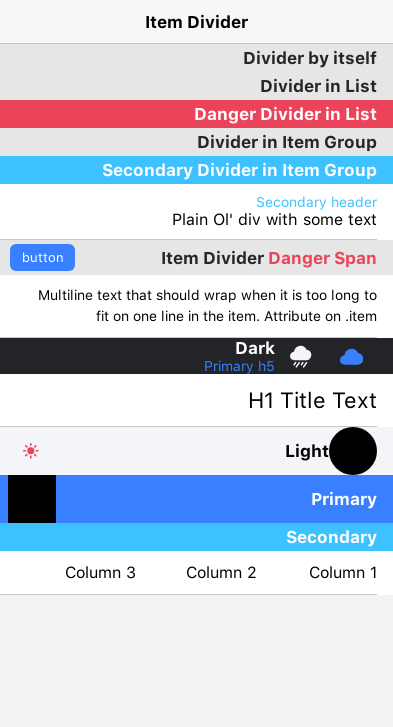 Item Divider
Divider by itself
Divider in List
Danger Divider in List
Divider in Item Group
Secondary Divider in Item Group
Secondary header
Plain Ol' div with some text
button
Item Divider Danger Span
Multiline text that should wrap when it is too long to
fit on one line in the item. Attribute on .item
Dark
Primary h5
H1 Title Text
Light
Primary
Secondary
Column 3 Column 2 Column 1